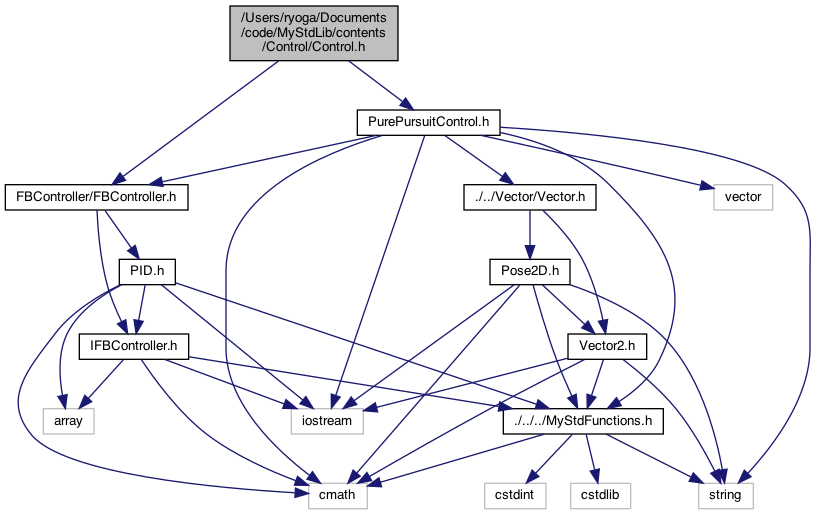 /Users/ryoga/Documents
/code/MyStdLib/contents
/Control/Control.h
PurePursuitControl.h
FBController/FBController.h
./../Vector/Vector.h
vector
PID.h
Pose2D.h
IFBController.h
Vector2.h
array
iostream
./../../MyStdFunctions.h
cmath
cstdint
cstdlib
string